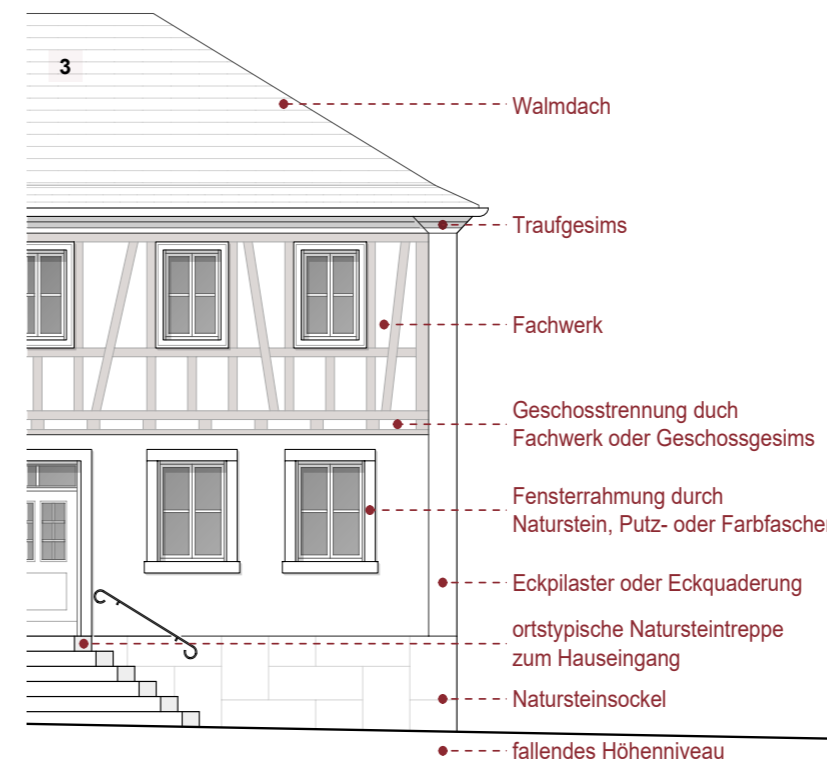 3
Walmdach
Traufgesims
Fachwerk
Geschosstrennung duch
Fachwerk oder Geschossgesims
Fensterrahmung durch
Naturstein, Putz- oder Farbfaschen
Eckpilaster oder Eckquaderung
ortstypische Natursteintreppe
zum Hauseingang
Natursteinsockel
fallendes Höhenniveau